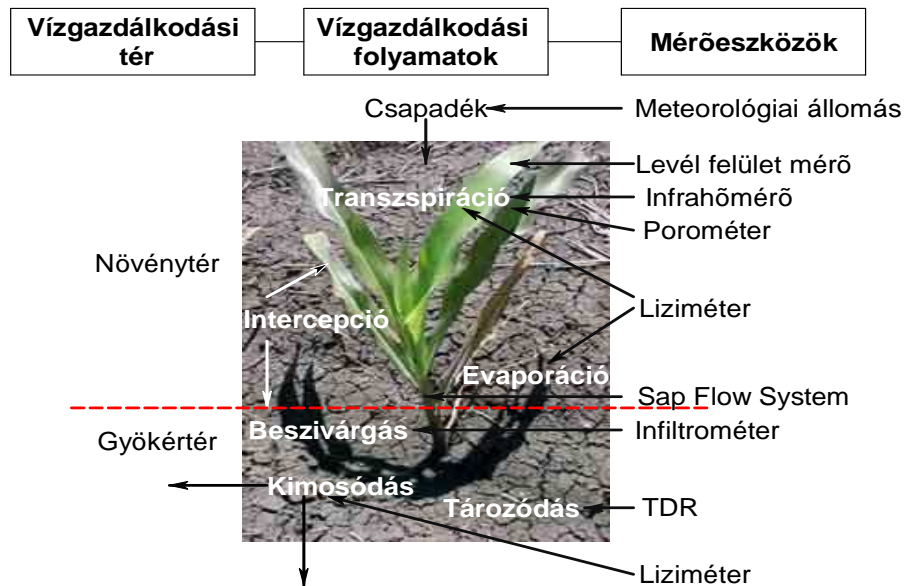 Vízgazdálkodási
tér
Vízgazdálkodási
folyamatok
Mérõeszközök
Csapadék
Meteorológiai állomás
Levél felület mérõ
Transzspiráció
Infrahõmérõ
Porométer
Növénytér
Intercepció
Liziméter
Evaporáció
Sap Flow System
Gyökértér
Beszivárgás
Infiltrométer
Kimosódás
Tározódás
TDR
Liziméter